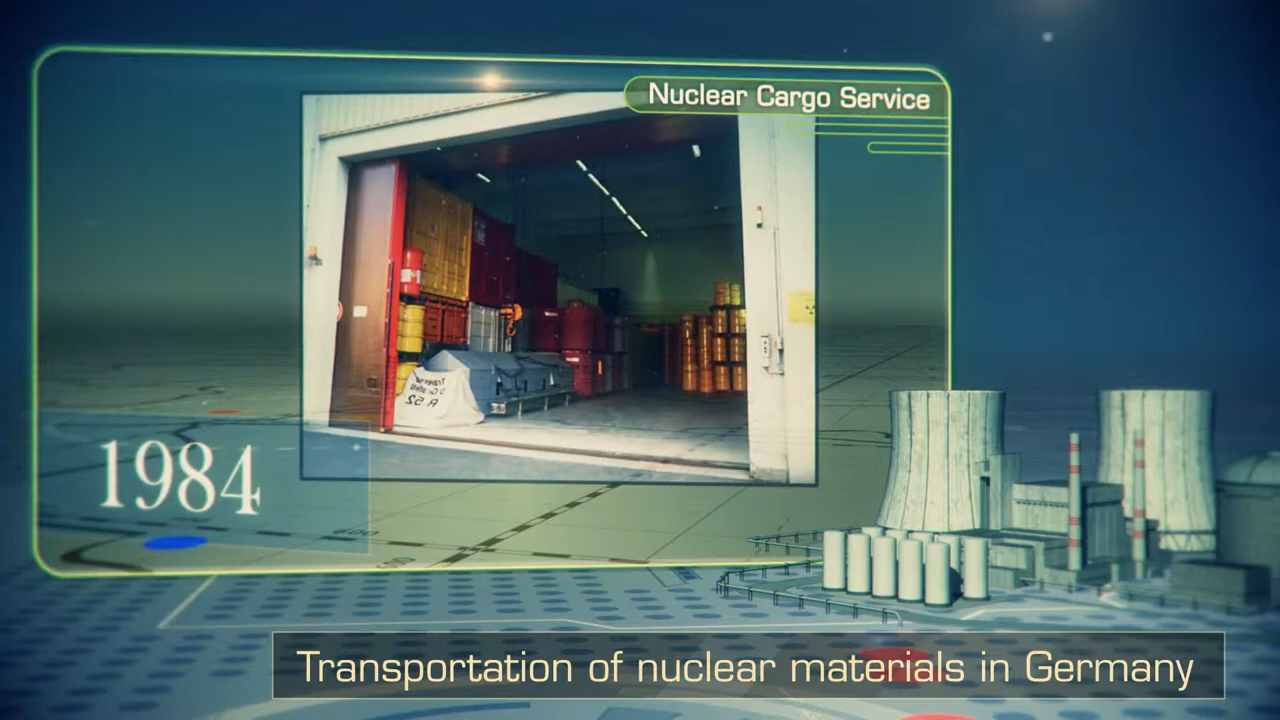 Nuclear Cargo Service
1984
Transportation of nuclear materials in Germany